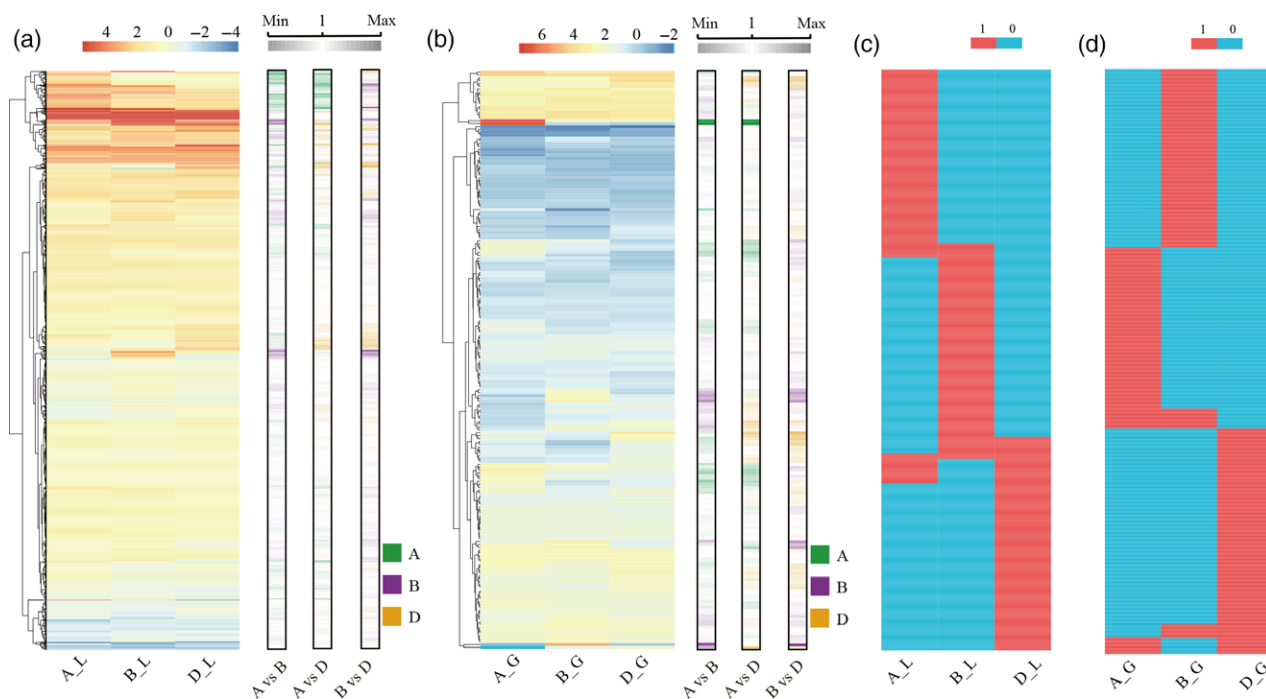 (a)
4 2 0 −2 −4
Min 1 Max
A
B
D
A_L B_L D_L
A vs B A vs D B vs D
(b)
6 4 2 0 −2
Min 1 Max
A
B
D
A_G B_G D_G
A vs B A vs D B vs D
(c)
1 0
A_L B_L D_L
(d)
1 0
A_G B_G D_G